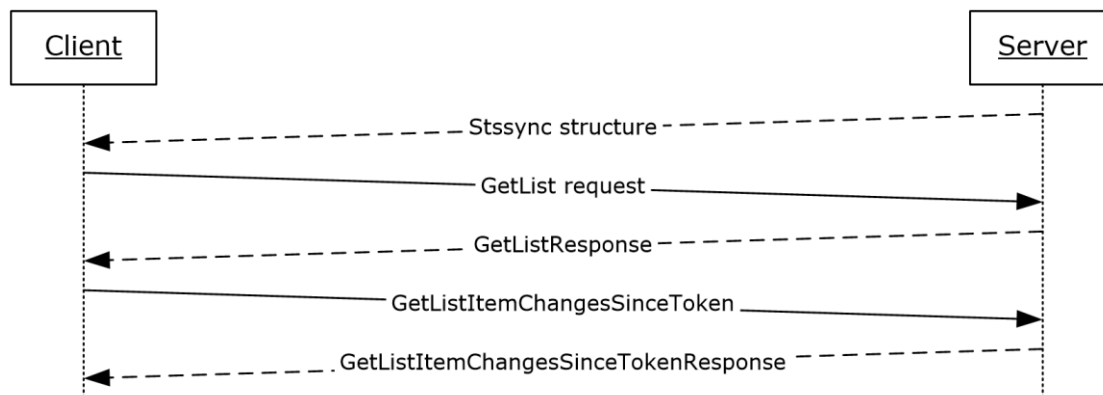 Client
Server
Stssync structure
GetList request
GetListResponse
GetListItemChangesSinceToken
GetListItemChangesSinceTokenResponse